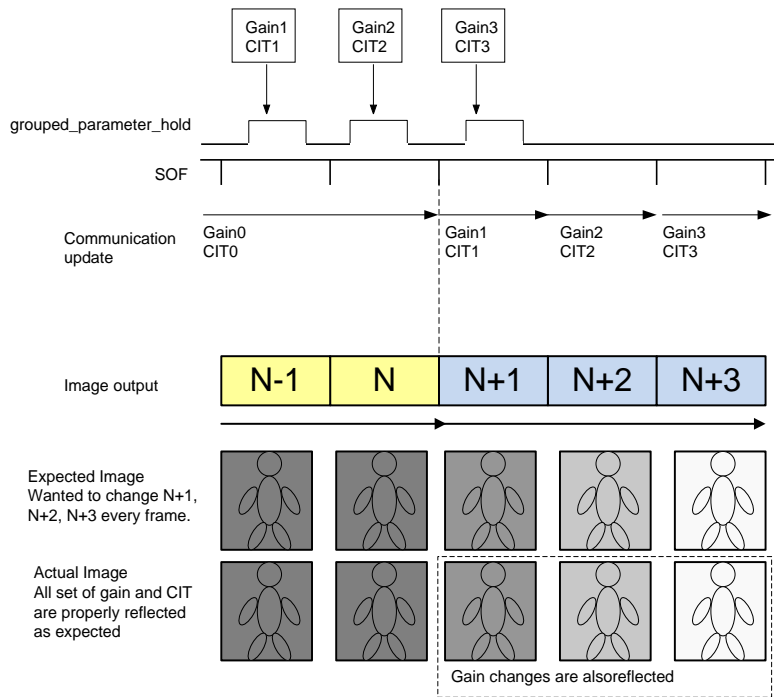 Gain1
CIT1
Gain2
CIT2
Gain3
CIT3
grouped_parameter_hold
SOF
Communication
update
Gain0
CIT0
Gain1
CIT1
Gain2
CIT2
Gain3
CIT3
Image output
N-1
N
N+1
N+2
N+3
Expected Image
Wanted to change N+1,
N+2, N+3 every frame.
Actual Image
All set of gain and CIT
are properly reflected
as expected
Gain changes are alsoreflected